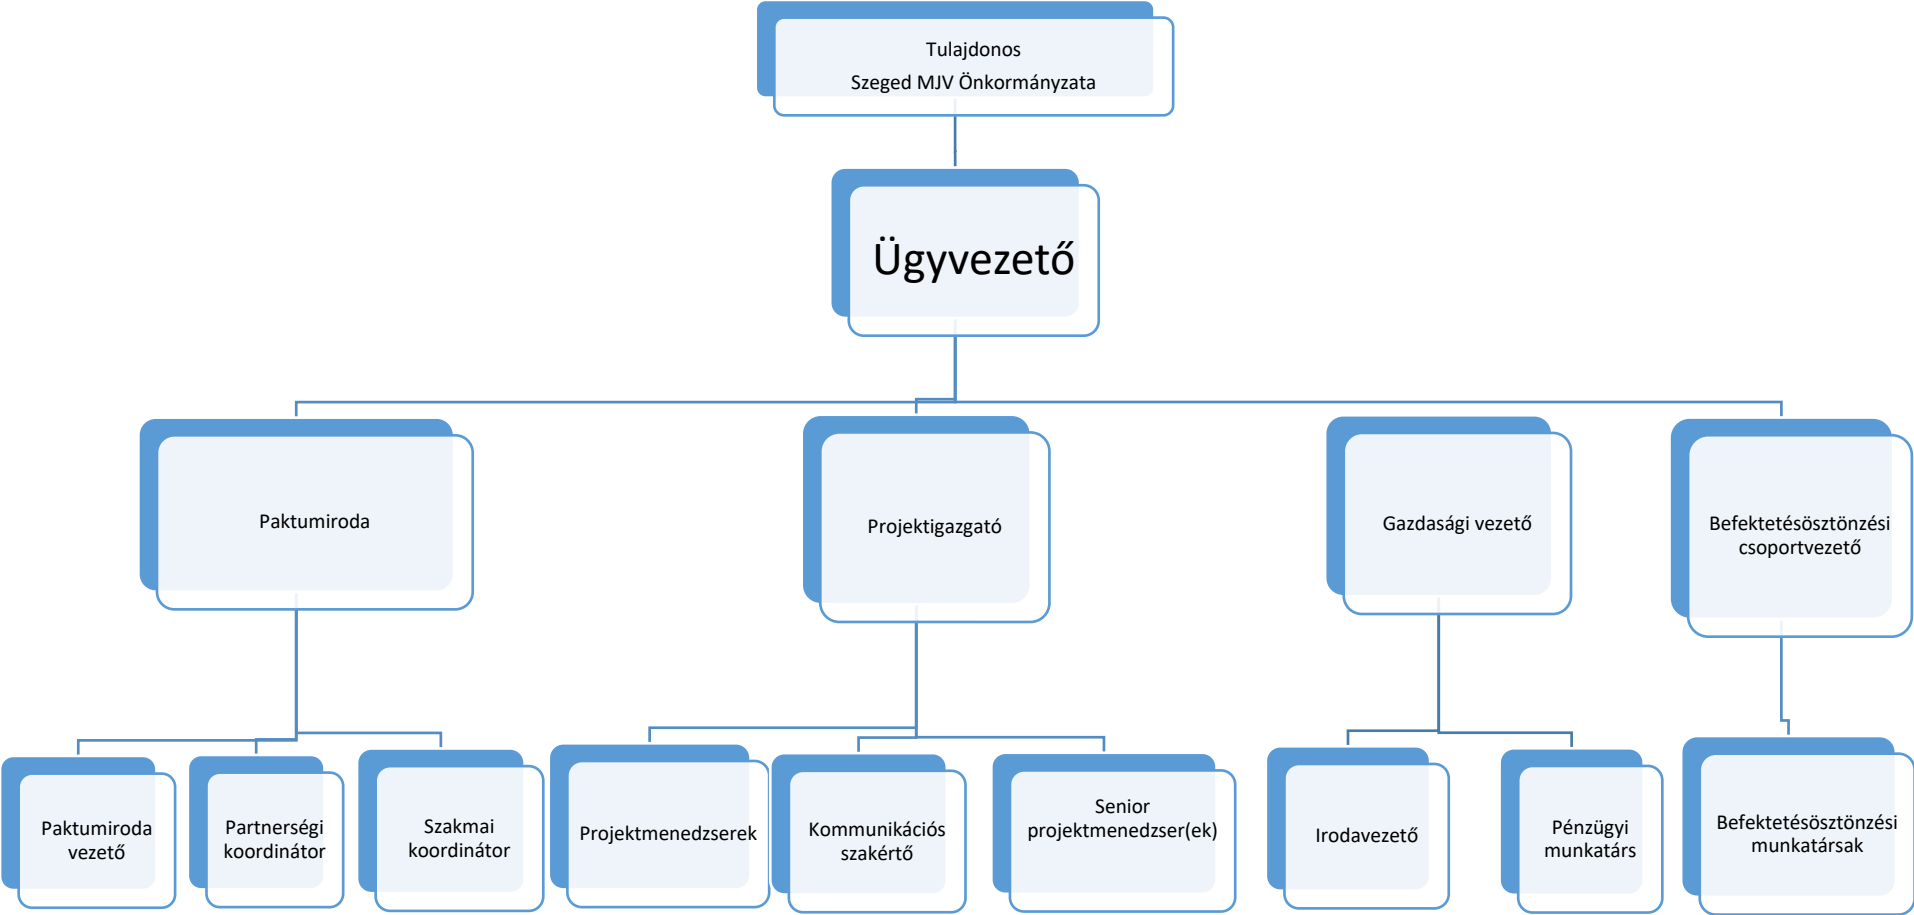 Tulajdonos
Szeged MJV Önkormányzata
Ügyvezető
Paktumiroda
Projektigazgató
Gazdasági vezető
Befektetésösztönzési
csoportvezető
Paktumiroda
vezető
Partnerségi
koordinátor
Szakmai
koordinátor
Projektmenedzserek
Kommunikációs
szakértő
Senior
projektmenedzser(ek)
Irodavezető
Pénzügyi
munkatárs
Befektetésösztönzési
munkatársak